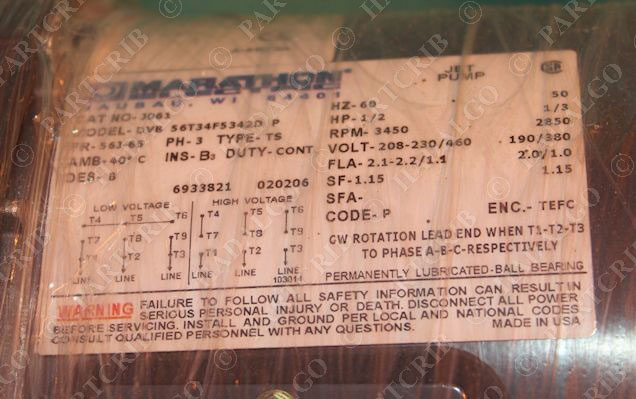 MARATHON
WAUSAU, WI 54401
JET
PUMP
CAT NO- J063
MODEL- DVB 56T34F5342D P
FR- 56J-65 PH-3 TYPE-TS
AMB-40°C INS-B3 DUTY-CONT
DES- B
6933821 020206
HZ-60 50
HP-1/2 1/3
RPM- 3450 2850
VOLT-208-230/460 190/380
FLA-2.1-2.2/1.1 2.0/1.0
SF-1.15 1.15
SFA-
CODE-P ENC.- TEFC
LOW VOLTAGE HIGH VOLTAGE
T4 T5 T6 T4 T5 T6
T7 T8 T9 T7 T8 T9
T1 T2 T3 T1 T2 T3
LINE LINE LINE LINE
CW ROTATION LEAD END WHEN T1-T2-T3
TO PHASE A-B-C-RESPECTIVELY
PERMANENTLY LUBRICATED-BALL BEARING
WARNING FAILURE TO FOLLOW ALL SAFETY INFORMATION CAN RESULT IN
SERIOUS PERSONAL INJURY OR DEATH. DISCONNECT ALL POWER
BEFORE SERVICING. INSTALL AND GROUND PER LOCAL AND NATIONAL CODES
CONSULT QUALIFIED PERSONNEL WITH ANY QUESTIONS. MADE IN USA
PARTCRIB
HALGO